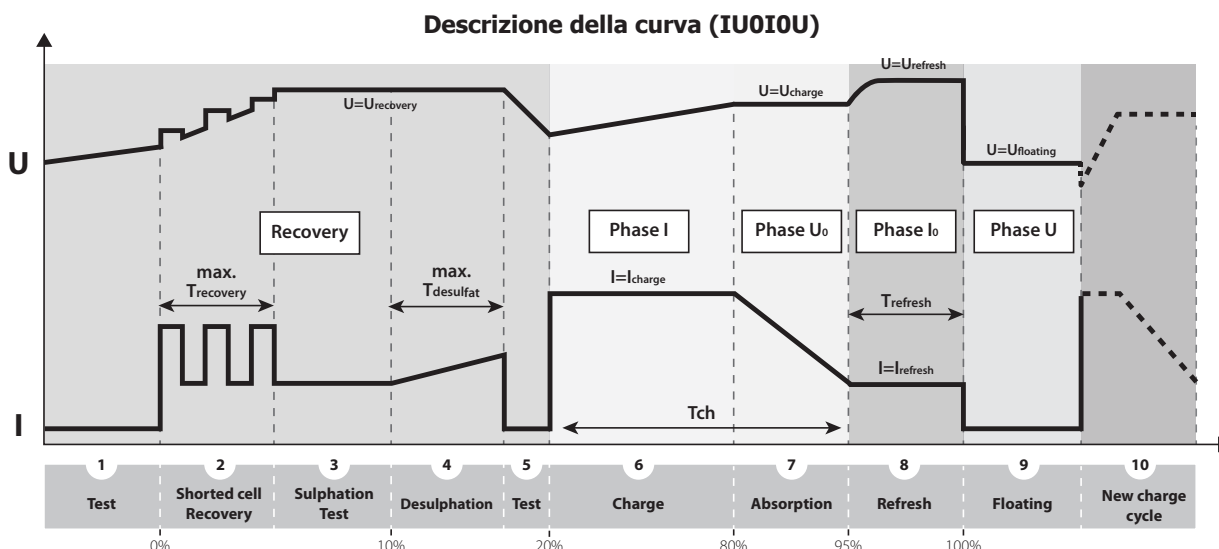 Descrizione della curva (IU0I0U)
U=Urefresh
U=Urecovery
U=Ucharge
U
U=Ufloating
Recovery
Phase I
Phase U0
Phase I0
Phase U
max.
Trecovery
max.
Tdesulfat
I=Icharge
Trefresh
I=Irefresh
Tch
I
1 2 3 4 5 6 7 8 9 10
Test
Shorted cell
Recovery
Sulphation
Test
Desulphation
Test
Charge
Absorption
Refresh
Floating
New charge
cycle
0% 10% 20% 80% 95% 100%